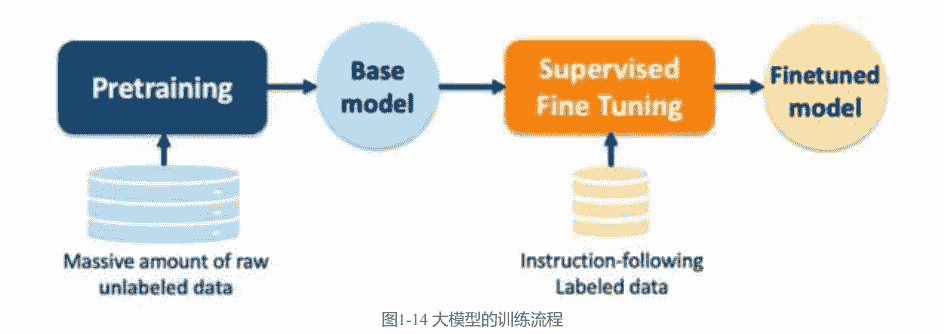 Pretraining
Base
model
Supervised
Fine Tuning
Finetuned
model
Massive amount of raw
unlabeled data
Instruction-following
Labeled data
图1-14 大模型的训练流程